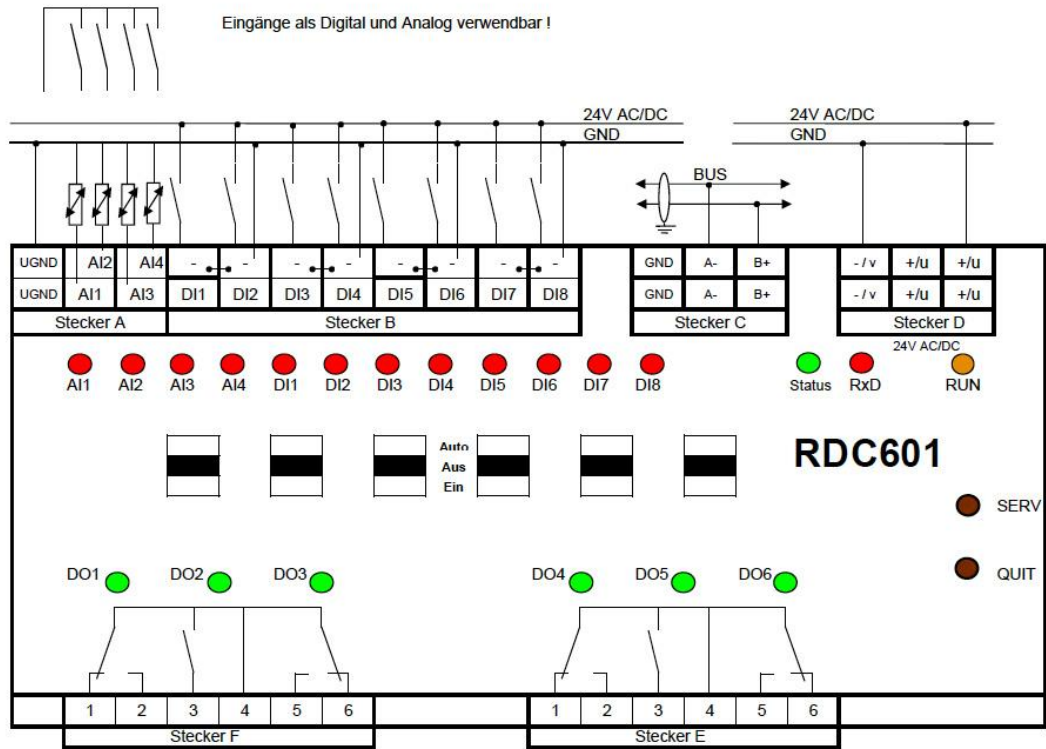 Eingänge als Digital und Analog verwendbar !
24V AC/DC 24V AC/DC
GND GND
BUS
UGND AI2 AI4 - - - - - - - - GND A- B+ - / v +/u +/u
UGND AI1 AI3 DI1 DI2 DI3 DI4 DI5 DI6 DI7 DI8 GND A- B+ - / v +/u +/u
Stecker A Stecker B Stecker C Stecker D
24V AC/DC
AI1 AI2 AI3 AI4 DI1 DI2 DI3 DI4 DI5 DI6 DI7 DI8 Status RxD RUN
Auto
Aus
Ein
RDC601
SERV
QUIT
DO1 DO2 DO3 DO4 DO5 DO6
1 2 3 4 5 6 1 2 3 4 5 6
Stecker F Stecker E